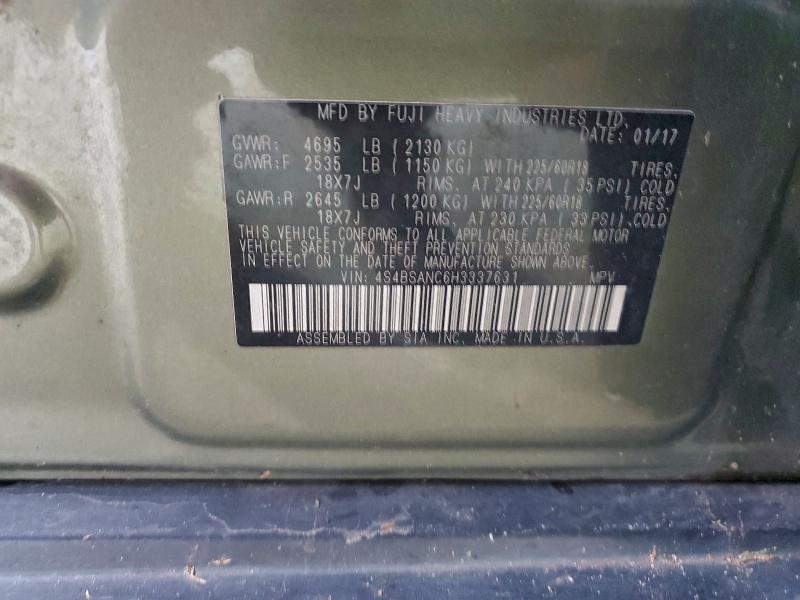 MFD BY FUJI HEAVY INDUSTRIES LTD.
DATE: 01/17
GVWR: 4695 LB ( 2130 KG)
GAWR:F 2535 LB ( 1150 KG) WITH 225/60R18 TIRES.
18X7J RIMS. AT 240 KPA ( 35 PSI) COLD
GAWR:R 2645 LB ( 1200 KG) WITH 225/60R18 TIRES.
18X7J RIMS. AT 230 KPA ( 33 PSI).COLD
THIS VEHICLE CONFORMS TO ALL APPLICABLE FEDERAL MOTOR
VEHICLE SAFETY AND THEFT PREVENTION STANDARDS
IN EFFECT ON THE DATE OF MANUFACTURE SHOWN ABOVE.
VIN: 4S4BSANC6H3337631 MPV
ASSEMBLED BY SIA INC. MADE IN U.S.A.